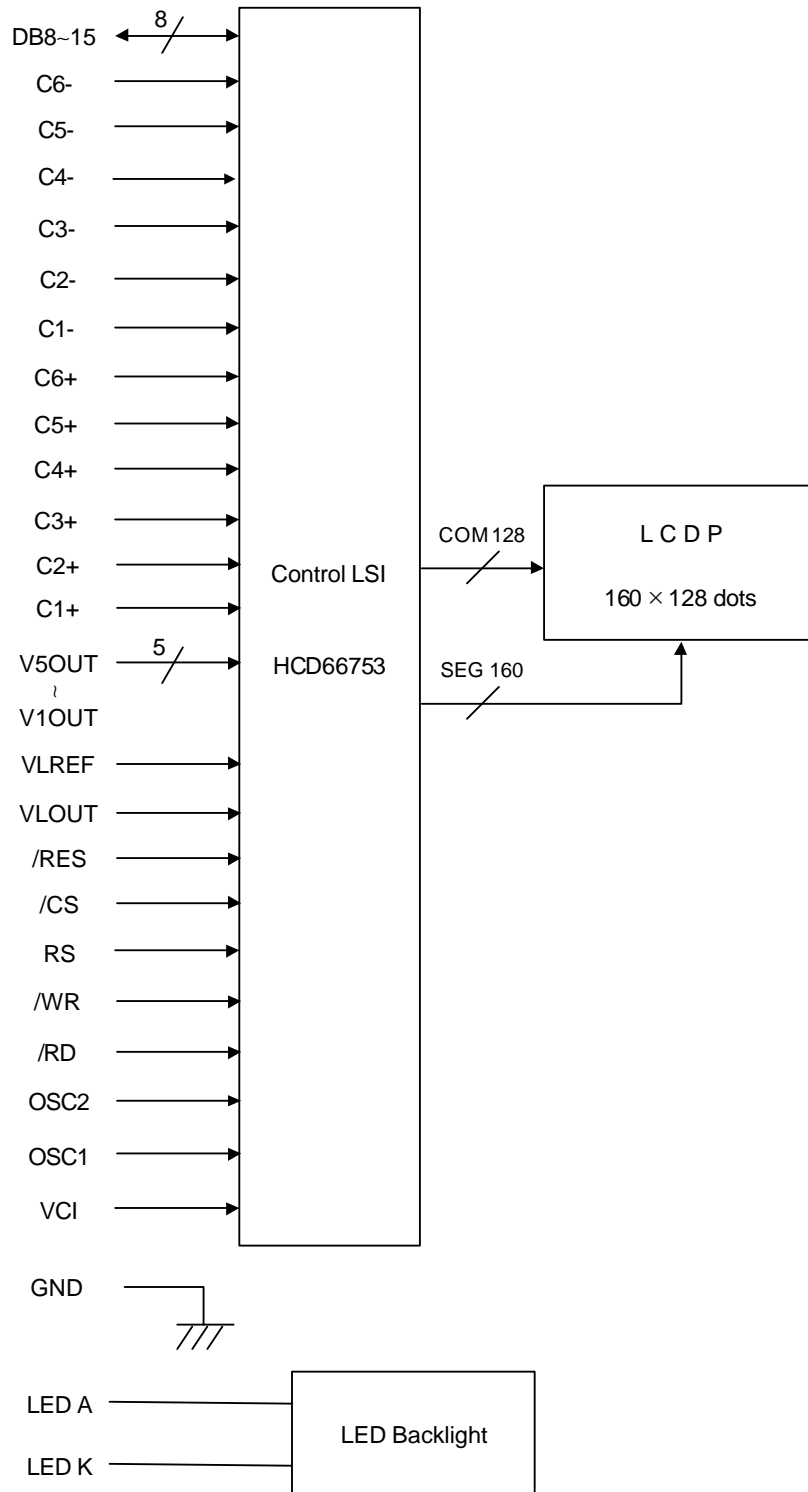 DB8~15
8
C6-
C5-
C4-
C3-
C2-
C1-
C6+
C5+
C4+
C3+
C2+
C1+
V5OUT
5
~
V1OUT
VLREF
VLOUT
/RES
/CS
RS
/WR
/RD
OSC2
OSC1
VCI
Control LSI
HCD66753
COM128
SEG 160
L C D P
160 × 128 dots
GND
LED A
LED K
LED Backlight